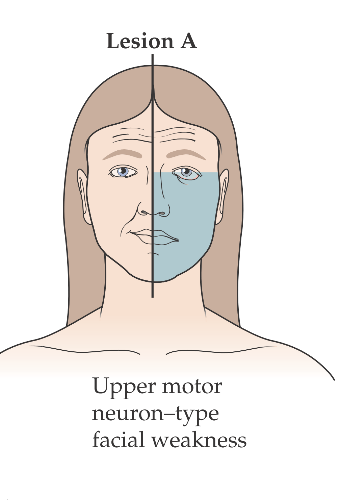 Lesion A
Upper motor
neuron–type
facial weakness